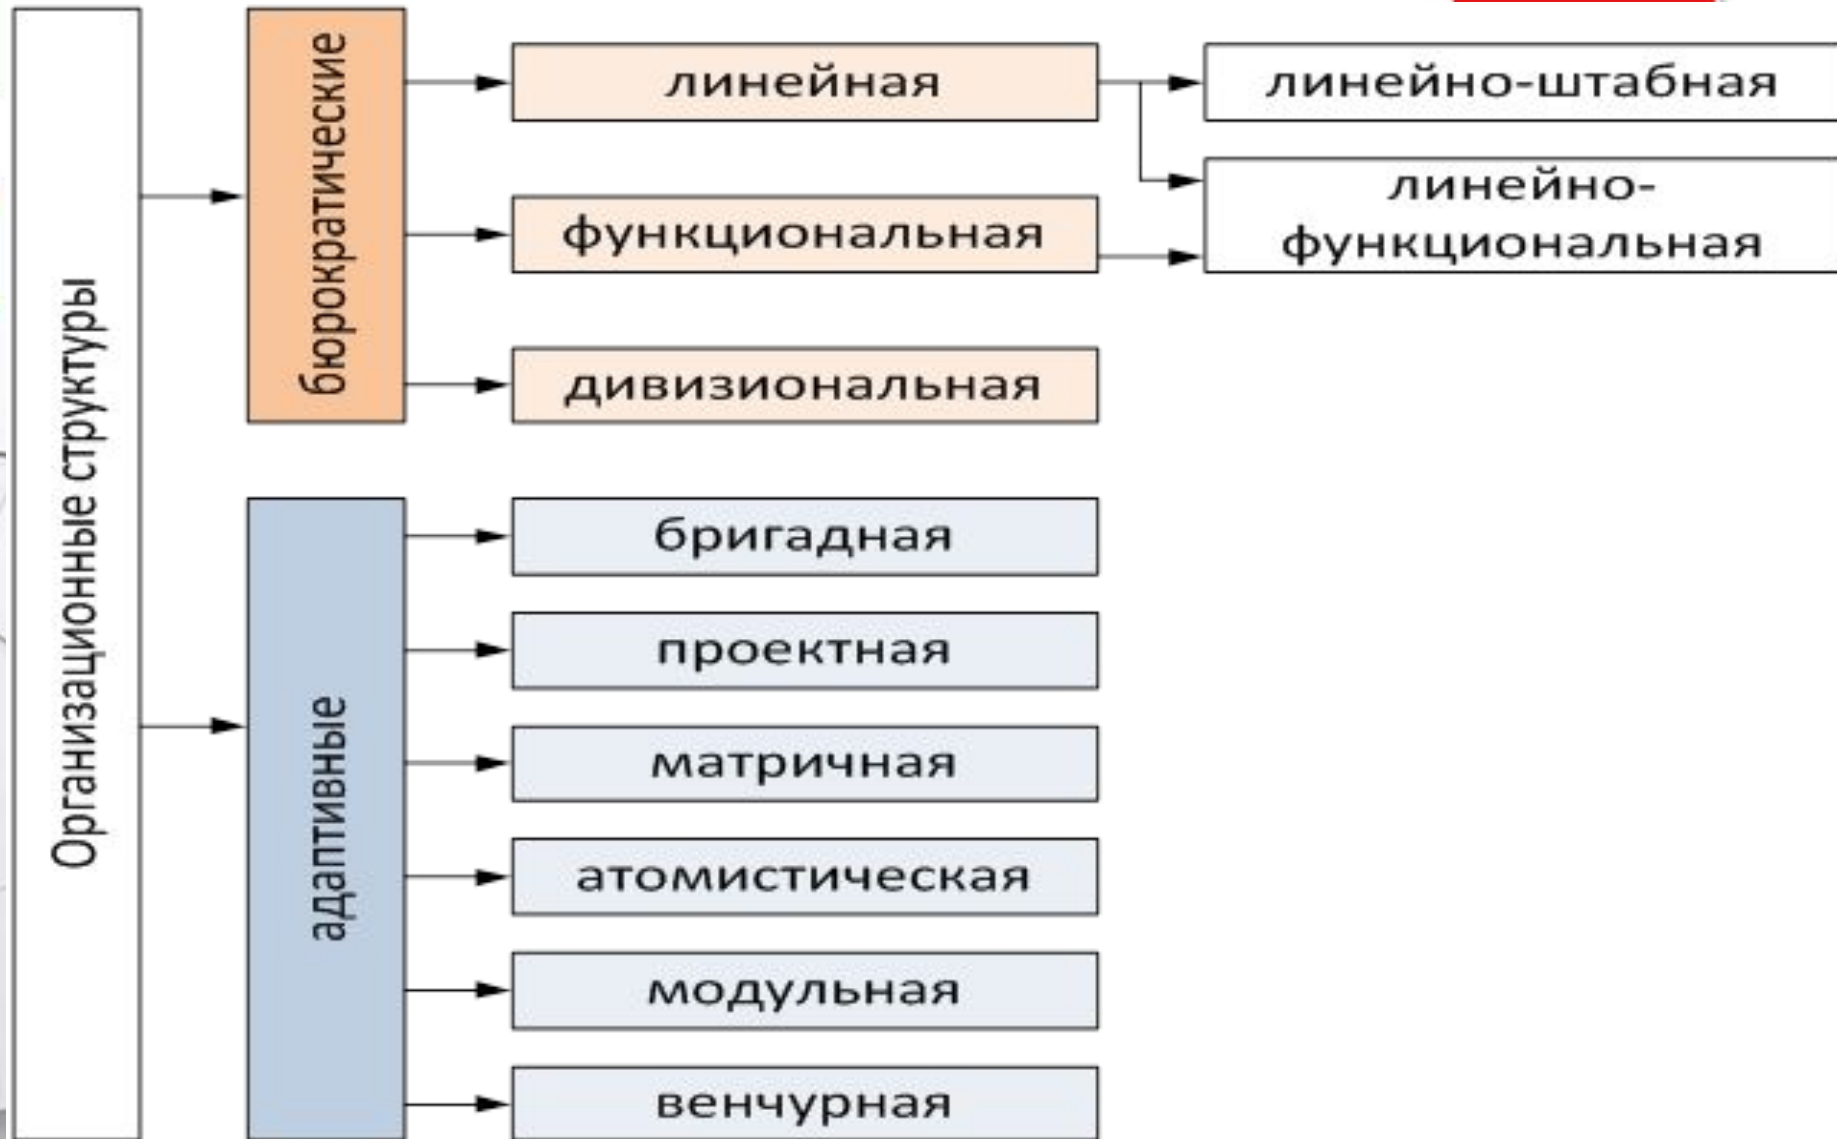 Организационные структуры
бюрократические
линейная
линейно-штабная
линейно-
функциональная
функциональная
дивизиональная
адаптивные
бригадная
проектная
матричная
атомистическая
модульная
венчурная